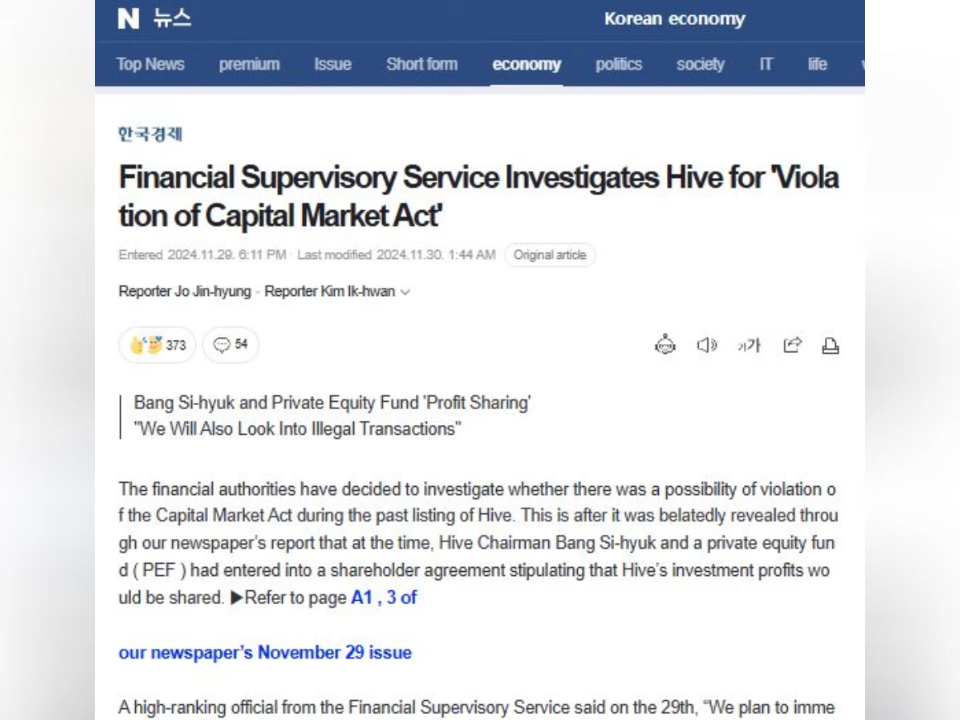 N 뉴스
Korean economy
Top News premium Issue Short form economy politics society IT life
한국경제
Financial Supervisory Service Investigates Hive for 'Viola
tion of Capital Market Act'
Entered 2024.11.29. 6:11 PM · Last modified 2024.11.30. 1:44 AM Original article
Reporter Jo Jin-hyung · Reporter Kim Ik-hwan
373 54
가가
Bang Si-hyuk and Private Equity Fund 'Profit Sharing'
"We Will Also Look Into Illegal Transactions"
The financial authorities have decided to investigate whether there was a possibility of violation o
f the Capital Market Act during the past listing of Hive. This is after it was belatedly revealed throu
gh our newspaper's report that at the time, Hive Chairman Bang Si-hyuk and a private equity fun
d ( PEF ) had entered into a shareholder agreement stipulating that Hive's investment profits wo
uld be shared. ▶Refer to page A1 , 3 of
our newspaper's November 29 issue
A high-ranking official from the Financial Supervisory Service said on the 29th, "We plan to imme